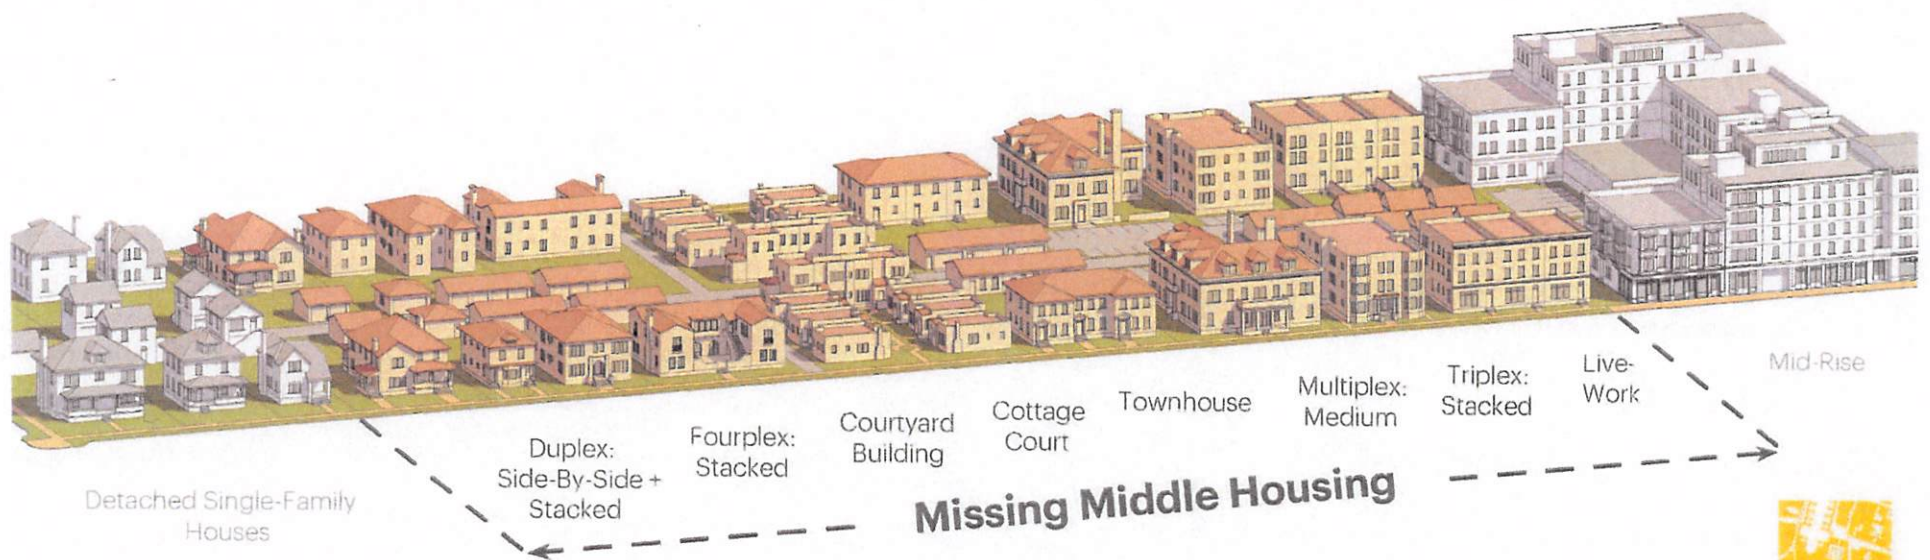 Detached Single-Family
Houses
Duplex:
Side-By-Side +
Stacked
Fourplex:
Stacked
Courtyard
Building
Cottage
Court
Townhouse
Multiplex:
Medium
Triplex:
Stacked
Live-
Work
Mid-Rise
Missing Middle Housing